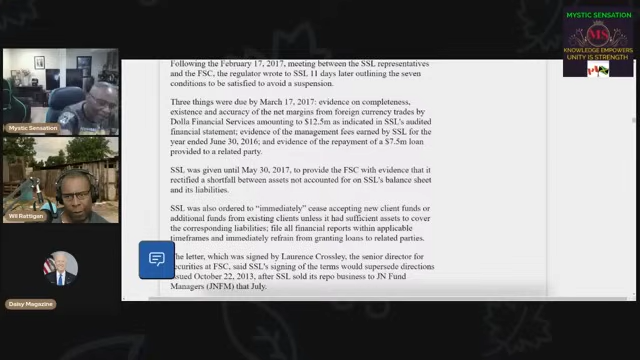 MYSTIC SENSATION
MS
KNOWLEDGE EMPOWERS
UNITY IS STRENGTH
Following the February 17, 2017, meeting between the SSL representatives
and the FSC, the regulator wrote to SSL 11 days later outlining the seven
conditions to be satisfied to avoid a suspension.
Three things were due by March 17, 2017: evidence on completeness,
existence and accuracy of the net margins from foreign currency trades by
Dolla Financial Services amounting to $12.5m as indicated in SSL's audited
financial statement; evidence of the management fees earned by SSL for the
year ended June 30, 2016; and evidence of the repayment of a $7.5m loan
provided to a related party.
SSL was given until May 30, 2017, to provide the FSC with evidence that it
rectified a shortfall between assets not accounted for on SSL's balance sheet
and its liabilities.
SSL was also ordered to "immediately" cease accepting new client funds or
additional funds from existing clients unless it had sufficient assets to cover
the corresponding liabilities; file all financial reports within applicable
timeframes and immediately refrain from granting loans to related parties.
The letter, which was signed by Laurence Crossley, the senior director for
securities at FSC, said SSL's signing of the terms would supersede directions
issued October 22, 2013, after SSL sold its repo business to JN Fund
Managers (JNFM) that July.
Mystic Sensation
Wil Rattigan
Daisy Magazine